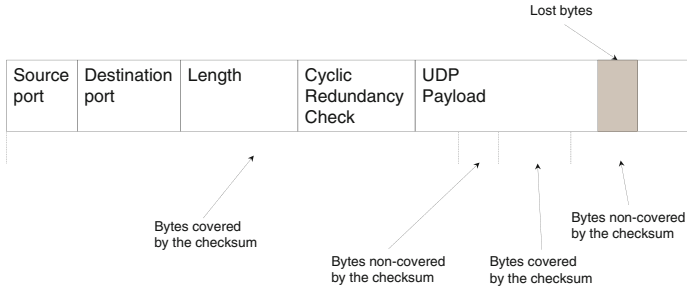 Lost bytes
Source
port
Destination
port
Length
Cyclic
Redundancy
Check
UDP
Payload
Bytes covered
by the checksum
Bytes non-covered
by the checksum
Bytes covered
by the checksum
Bytes non-covered
by the checksum